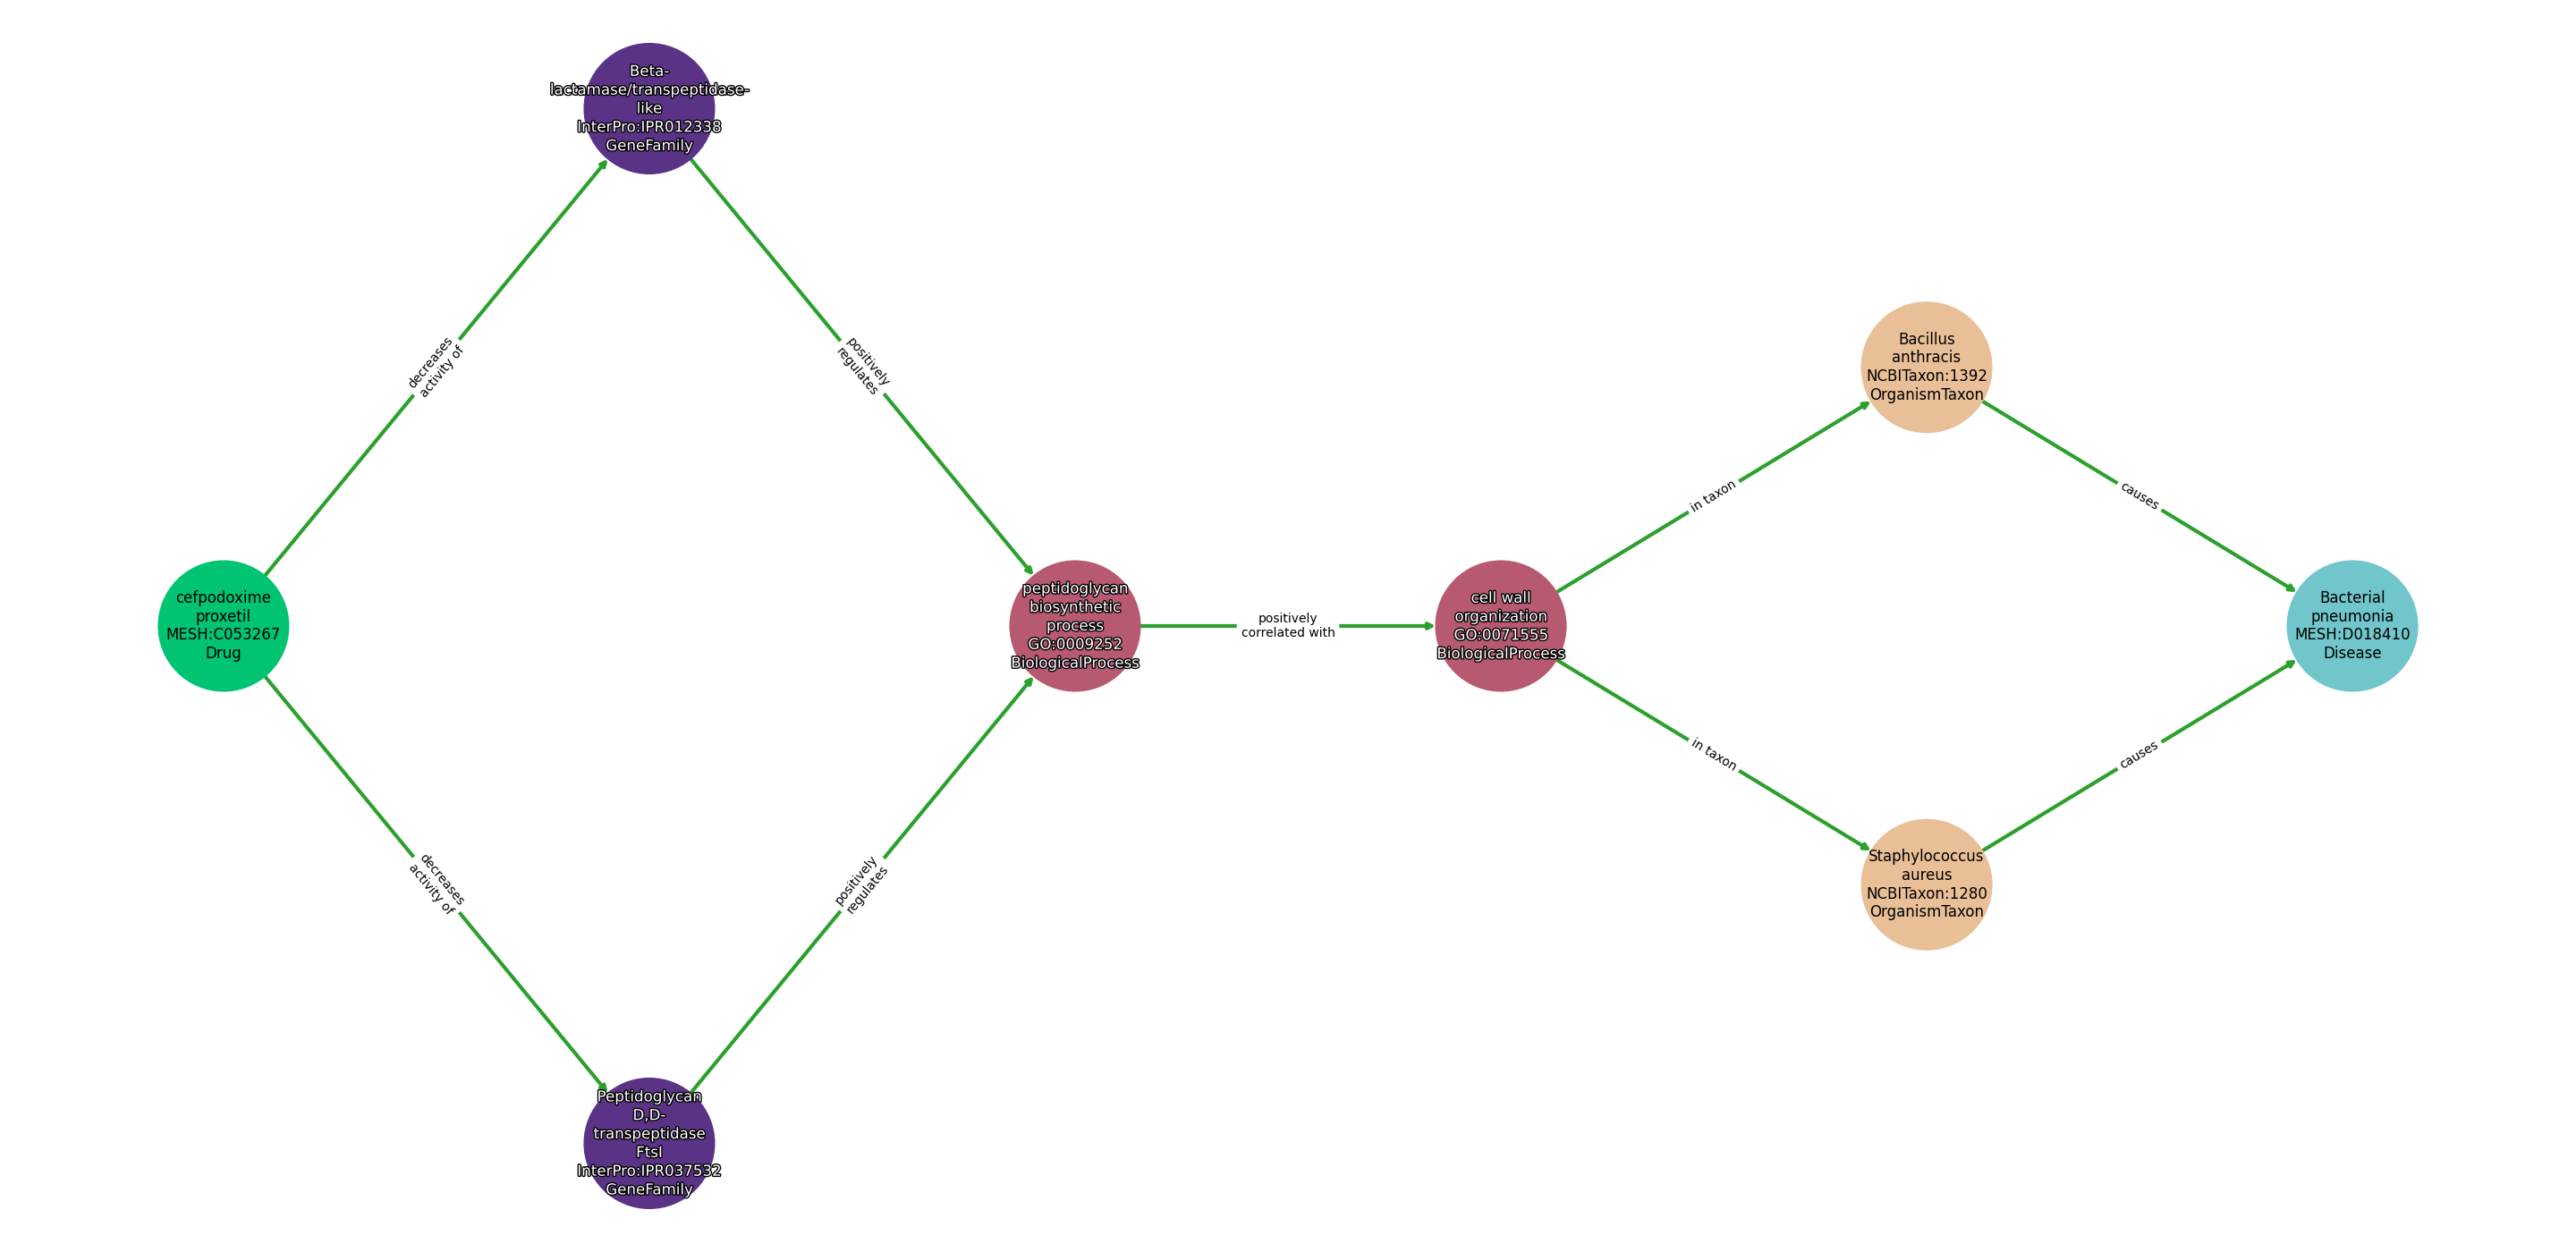 Beta-
lactamase/transpeptidase-
like
InterPro:IPR012338
GeneFamily
decreases
activity of
positively
regulates
Bacillus
anthracis
NCBITaxon:1392
OrganismTaxon
in taxon
causes
cefpodoxime
proxetil
MESH:C053267
Drug
peptidoglycan
biosynthetic
process
GO:0009252
BiologicalProcess
positively
correlated with
cell wall
organization
GO:0071555
BiologicalProcess
Bacterial
pneumonia
MESH:D018410
Disease
in taxon
causes
Staphylococcus
aureus
NCBITaxon:1280
OrganismTaxon
decreases
activity of
positively
regulates
Peptidoglycan
D,D-
transpeptidase
FtsI
InterPro:IPR037532
GeneFamily